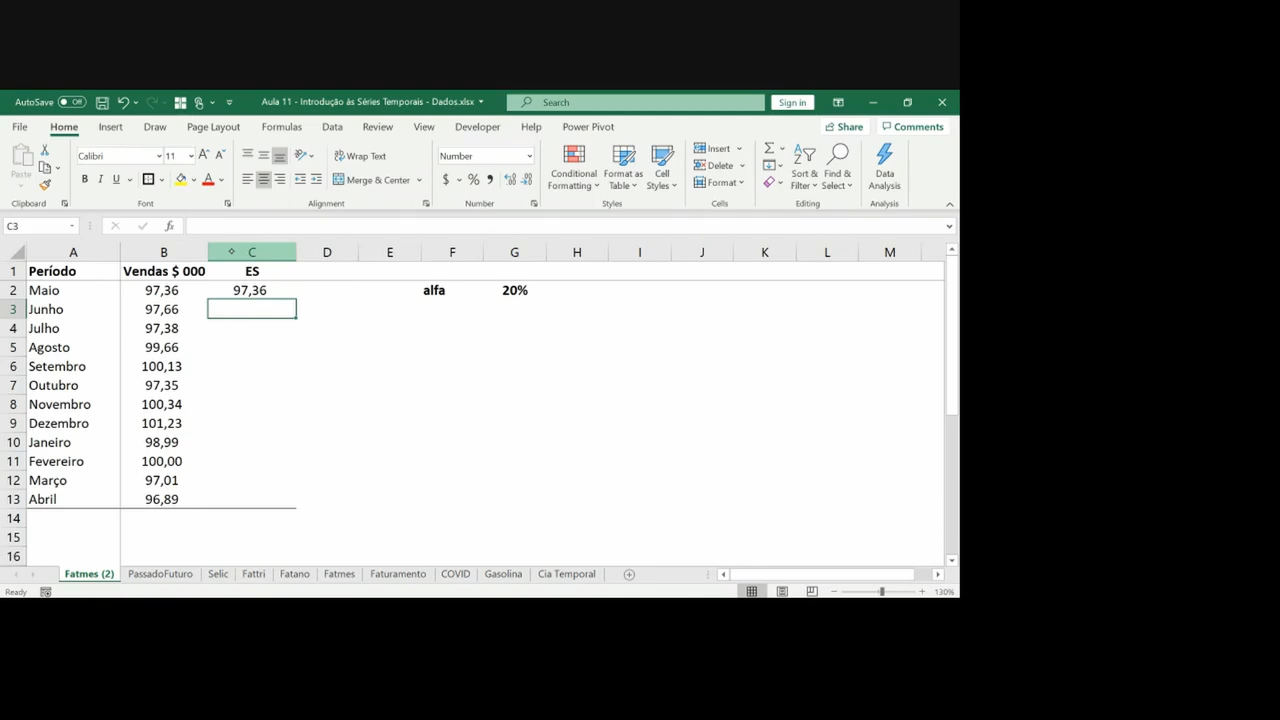 AutoSave Off Aula 11 - Introdução às Séries Temporais - Dados.xlsx Search Sign in
File Home Insert Draw Page Layout Formulas Data Review View Developer Help Power Pivot Share Comments
Paste Calibri 11 A A Wrap Text Number Conditional Formatting Format as Table Cell Styles Insert Delete Format Sort & Filter Find & Select Data Analysis
B I U A Merge & Center $ % 9
Clipboard Font Alignment Number Styles Cells Editing Analysis
C3 fx
A B C D E F G H I J K L M
1 Período Vendas $ 000 ES
2 Maio 97,36 97,36 alfa 20%
3 Junho 97,66
4 Julho 97,38
5 Agosto 99,66
6 Setembro 100,13
7 Outubro 97,35
8 Novembro 100,34
9 Dezembro 101,23
10 Janeiro 98,99
11 Fevereiro 100,00
12 Março 97,01
13 Abril 96,89
14
15
16
Fatmes (2) PassadoFuturo Selic Fattri Fatano Fatmes Faturamento COVID Gasolina Cia Temporal
Ready 130%